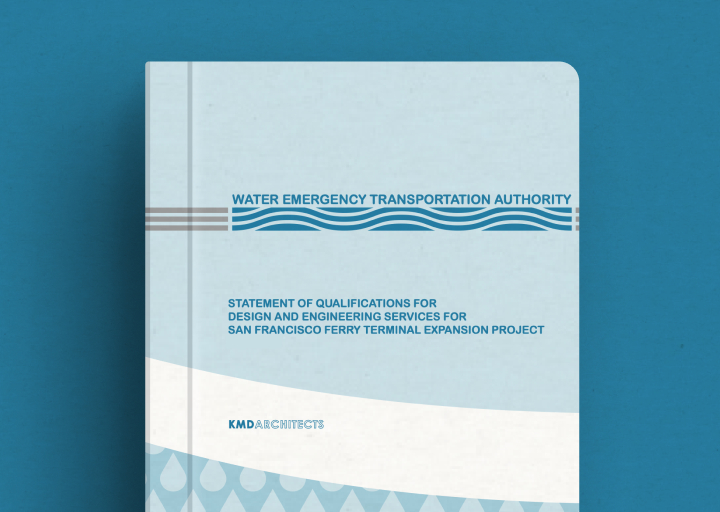 WATER EMERGENCY TRANSPORTATION AUTHORITY
STATEMENT OF QUALIFICATIONS FOR
DESIGN AND ENGINEERING SERVICES FOR
SAN FRANCISCO FERRY TERMINAL EXPANSION PROJECT
KMDARCHITECTS